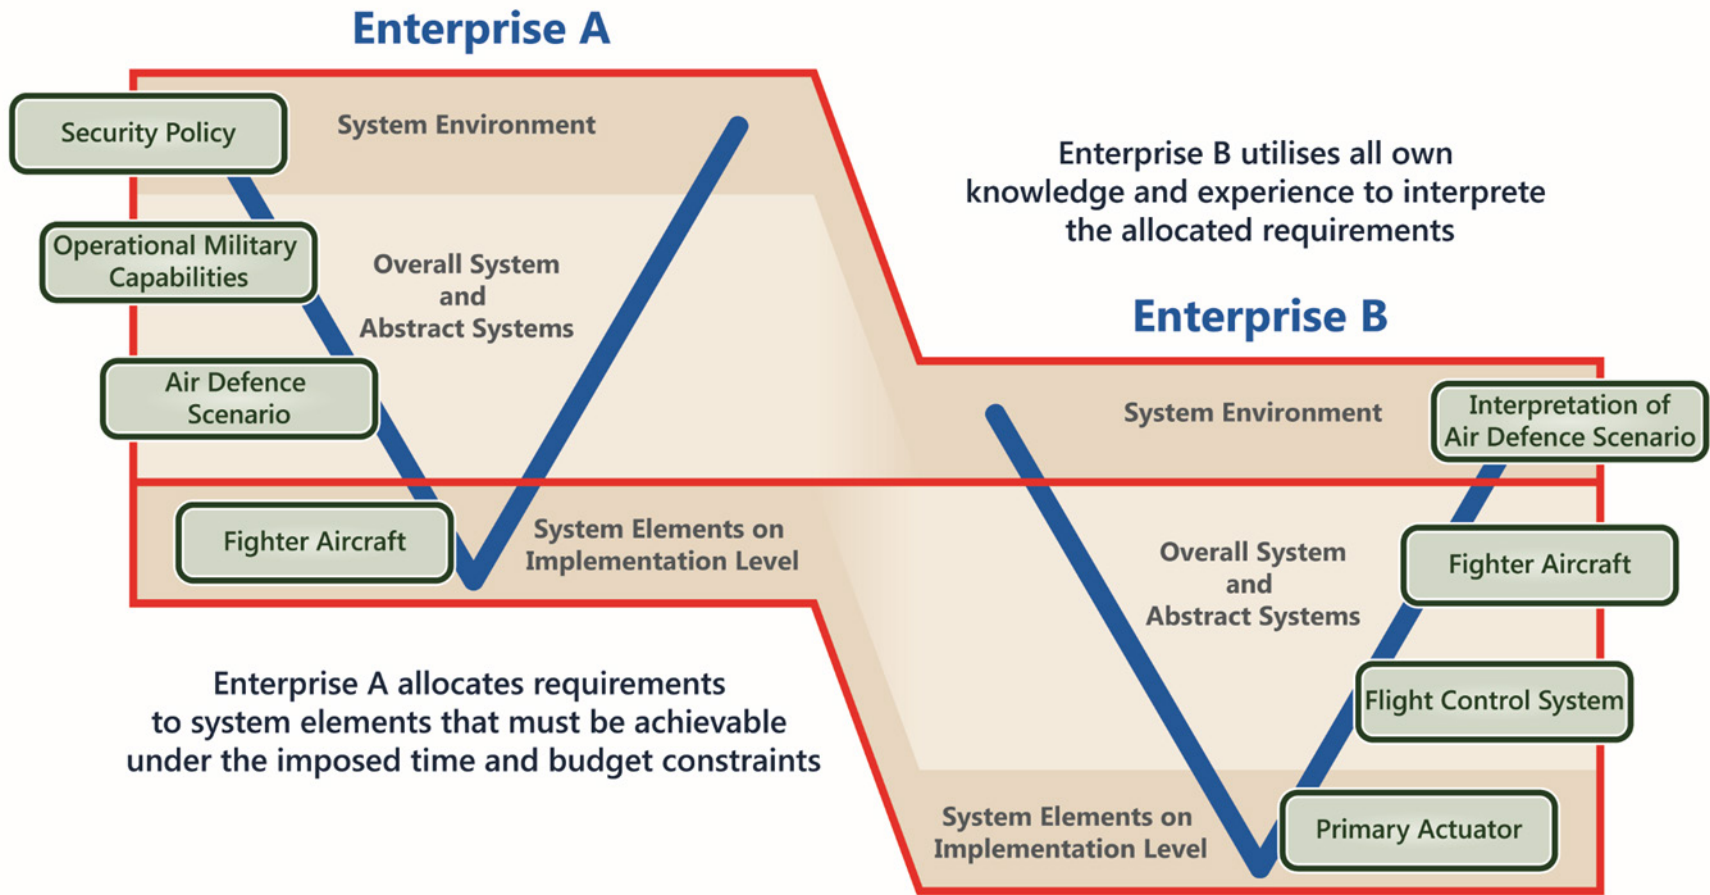 Enterprise A
Security Policy
System Environment
Operational Military
Capabilities
Overall System
and
Abstract Systems
Air Defence
Scenario
Fighter Aircraft
System Elements on
Implementation Level
Enterprise A allocates requirements
to system elements that must be achievable
under the imposed time and budget constraints
Enterprise B utilises all own
knowledge and experience to interprete
the allocated requirements
Enterprise B
System Environment
Interpretation of
Air Defence Scenario
Overall System
and
Abstract Systems
Fighter Aircraft
Flight Control System
System Elements on
Implementation Level
Primary Actuator